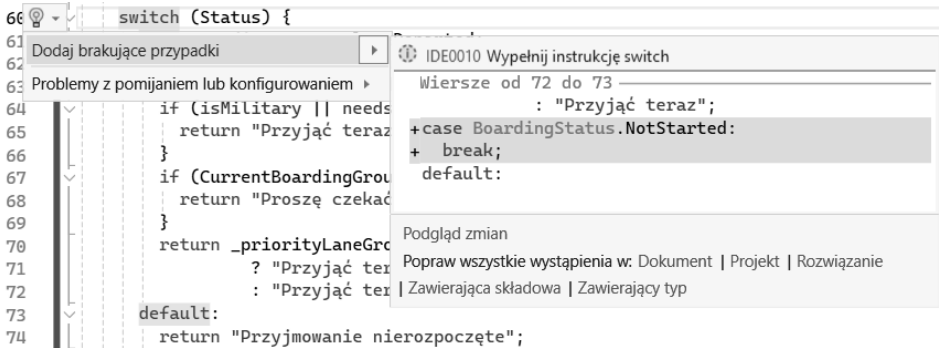 60 switch (Status) {
61
Dodaj brakujące przypadki
62
Problemy z pomijaniem lub konfigurowaniem
63
64 if (isMilitary || needs
65 return "Przyjąć teraz
66 }
67 if (CurrentBoardingGrou
68 return "Proszę czekać
69 }
70 return _priorityLaneGro
71 ? "Przyjąć ter
72 : "Przyjąć ter
73 default:
74 return "Przyjmowanie nierozpoczęte";
IDE0010 Wypełnij instrukcję switch
Wiersze od 72 do 73
: "Przyjąć teraz";
+case BoardingStatus.NotStarted:
+ break;
default:
Podgląd zmian
Popraw wszystkie wystąpienia w: Dokument | Projekt | Rozwiązanie
| Zawierająca składowa | Zawierający typ